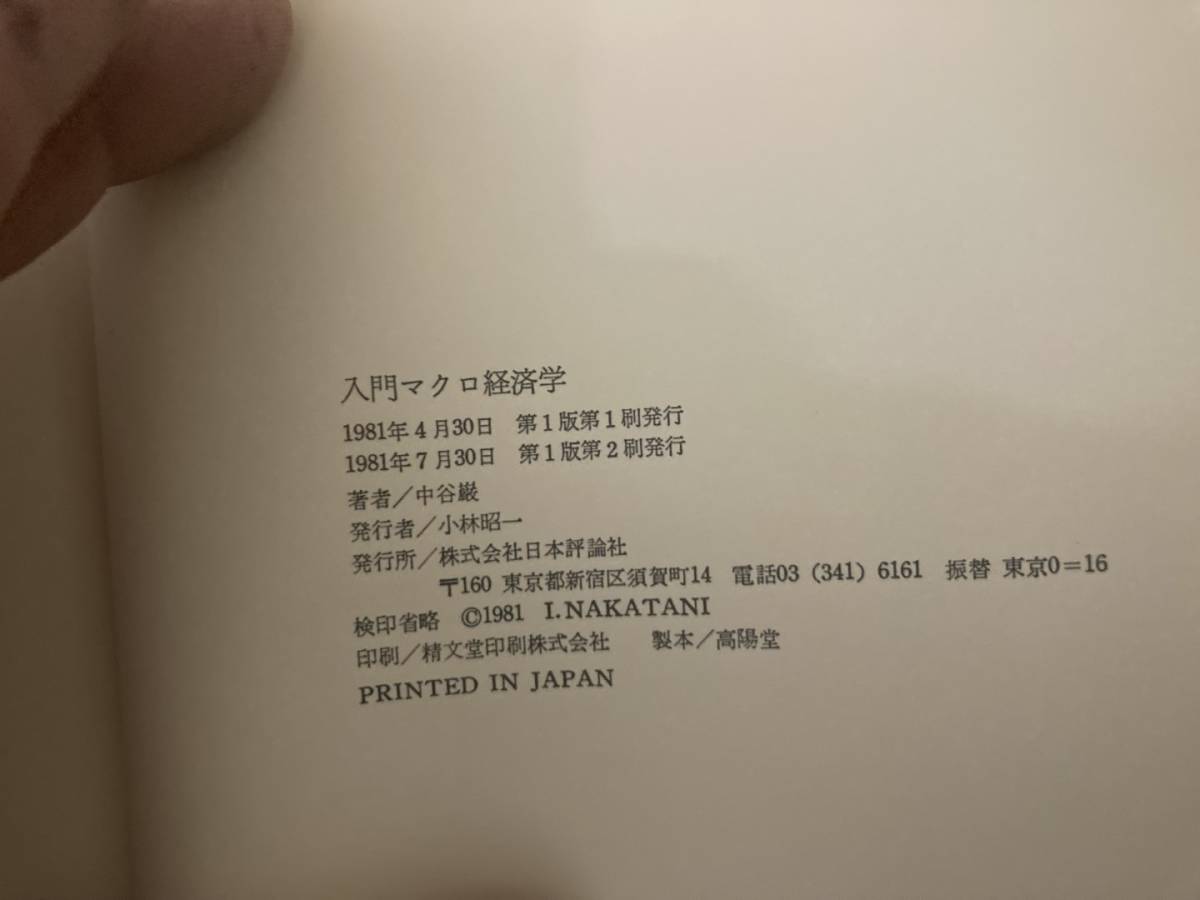 入門マクロ経済学
1981年4月30日 第1版第1刷発行
1981年7月30日 第1版第2刷発行
著者／中谷巌
発行者／小林昭一
発行所／株式会社日本評論社
〒160 東京都新宿区須賀町14 電話03 (341) 6161 振替 東京0＝16
検印省略 ©1981 I.NAKATANI
印刷／精文堂印刷株式会社 製本／高陽堂
PRINTED IN JAPAN